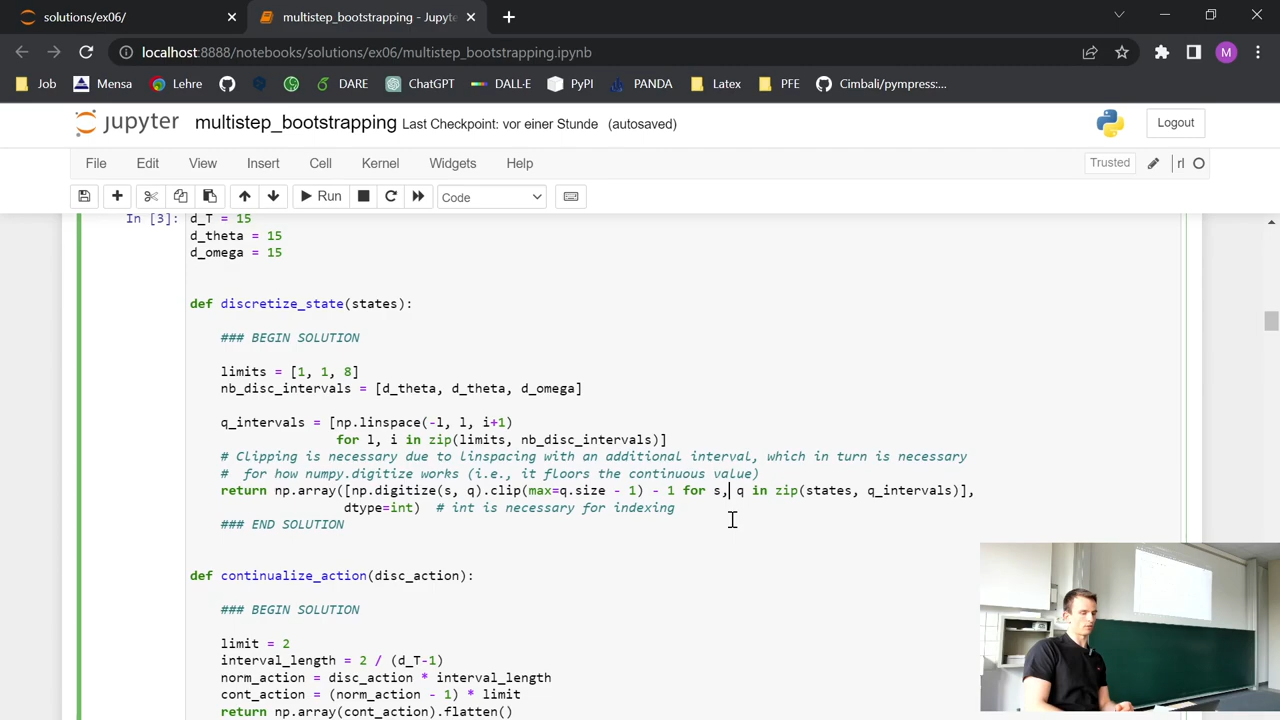 solutions/ex06/
multistep_bootstrapping - Jupyte
localhost:8888/notebooks/solutions/ex06/multistep_bootstrapping.ipynb
M
Job Mensa Lehre DARE ChatGPT DALL-E PyPI PANDA Latex PFE Cimbali/pympress:...
jupyter multistep_bootstrapping Last Checkpoint: Vor einer Stunde (autosaved) Logout
File Edit View Insert Cell Kernel Widgets Help Trusted rl
Run Code
In [3]: d_T = 15
d_theta = 15
d_omega = 15
def discretize_state(states):
### BEGIN SOLUTION
limits = [1, 1, 8]
nb_disc_intervals = [d_theta, d_theta, d_omega]
q_intervals = [np.linspace(-l, l, i+1)
for l, i in zip(limits, nb_disc_intervals)]
# Clipping is necessary due to linspacing with an additional interval, which in turn is necessary
#  for how numpy.digitize works (i.e., it floors the continuous value)
return np.array([np.digitize(s, q).clip(max=q.size - 1) - 1 for s, q in zip(states, q_intervals)],
dtype=int)  # int is necessary for indexing
### END SOLUTION
def continualize_action(disc_action):
### BEGIN SOLUTION
limit = 2
interval_length = 2 / (d_T-1)
norm_action = disc_action * interval_length
cont_action = (norm_action - 1) * limit
return np.array(cont_action).flatten()